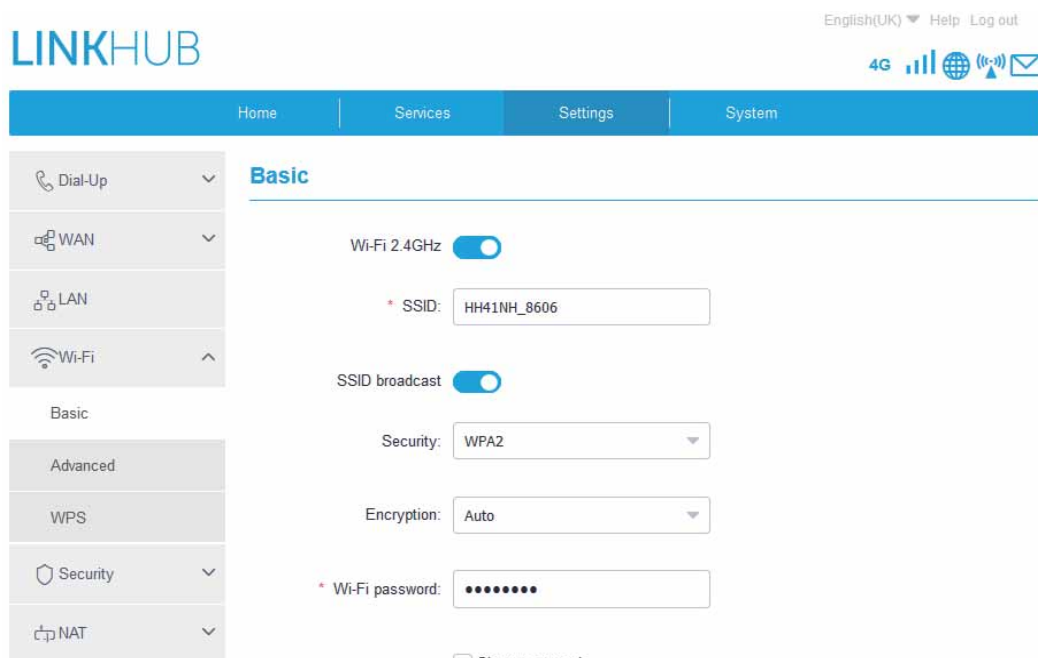 English(UK) Help Log out
LINKHUB
4G
Home Services Settings System
Dial-Up
WAN
LAN
Wi-Fi
Basic
Advanced
WPS
Security
NAT
Basic
Wi-Fi 2.4GHz
* SSID: HH41NH_8606
SSID broadcast
Security: WPA2
Encryption: Auto
* Wi-Fi password: ••••••••